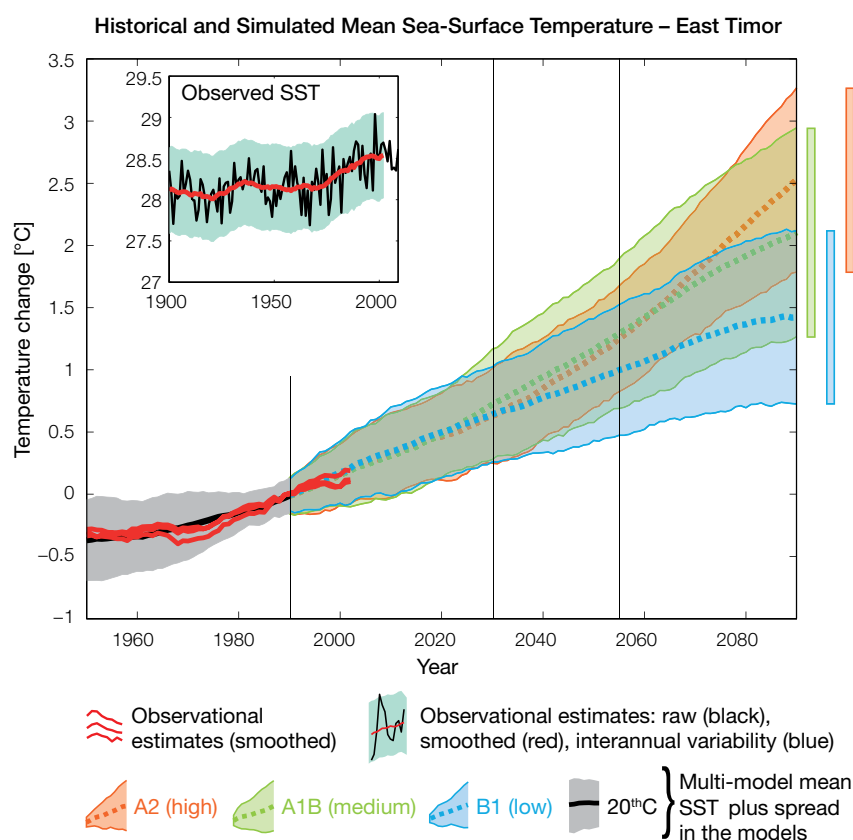 Historical and Simulated Mean Sea-Surface Temperature – East Timor
3.5
3
2.5
2
1.5
1
0.5
0
−0.5
−1
Temperature change [°C]
29.5
29
28.5
28
27.5
27
Observed SST
1900
1950
2000
1960
1980
2000
2020
2040
2060
2080
Year
Observational
estimates (smoothed)
Observational estimates: raw (black),
smoothed (red), interannual variability (blue)
A2 (high)
A1B (medium)
B1 (low)
20thC
Multi-model mean
SST plus spread
in the models